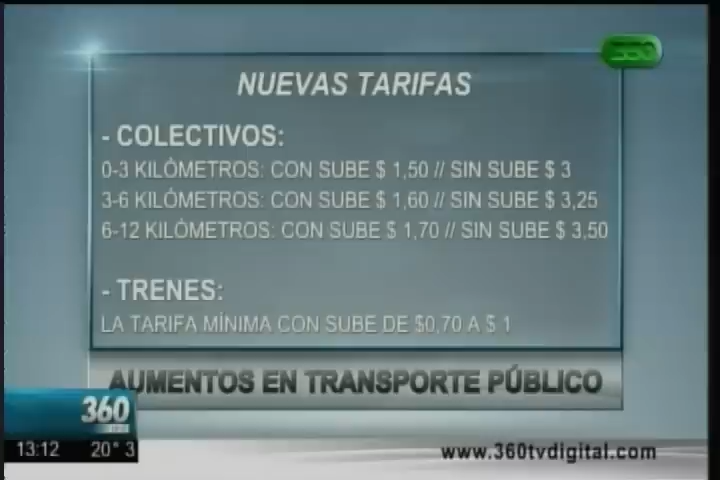 360
NUEVAS TARIFAS
- COLECTIVOS:
0-3 KILÓMETROS: CON SUBE $ 1,50 // SIN SUBE $ 3
3-6 KILÓMETROS: CON SUBE $ 1,60 // SIN SUBE $ 3,25
6-12 KILÓMETROS: CON SUBE $ 1,70 // SIN SUBE $ 3,50
- TRENES:
LA TARIFA MÍNIMA CON SUBE DE $0,70 A $ 1
AUMENTOS EN TRANSPORTE PÚBLICO
360
13:12 20° 3
www.360tvdigital.com